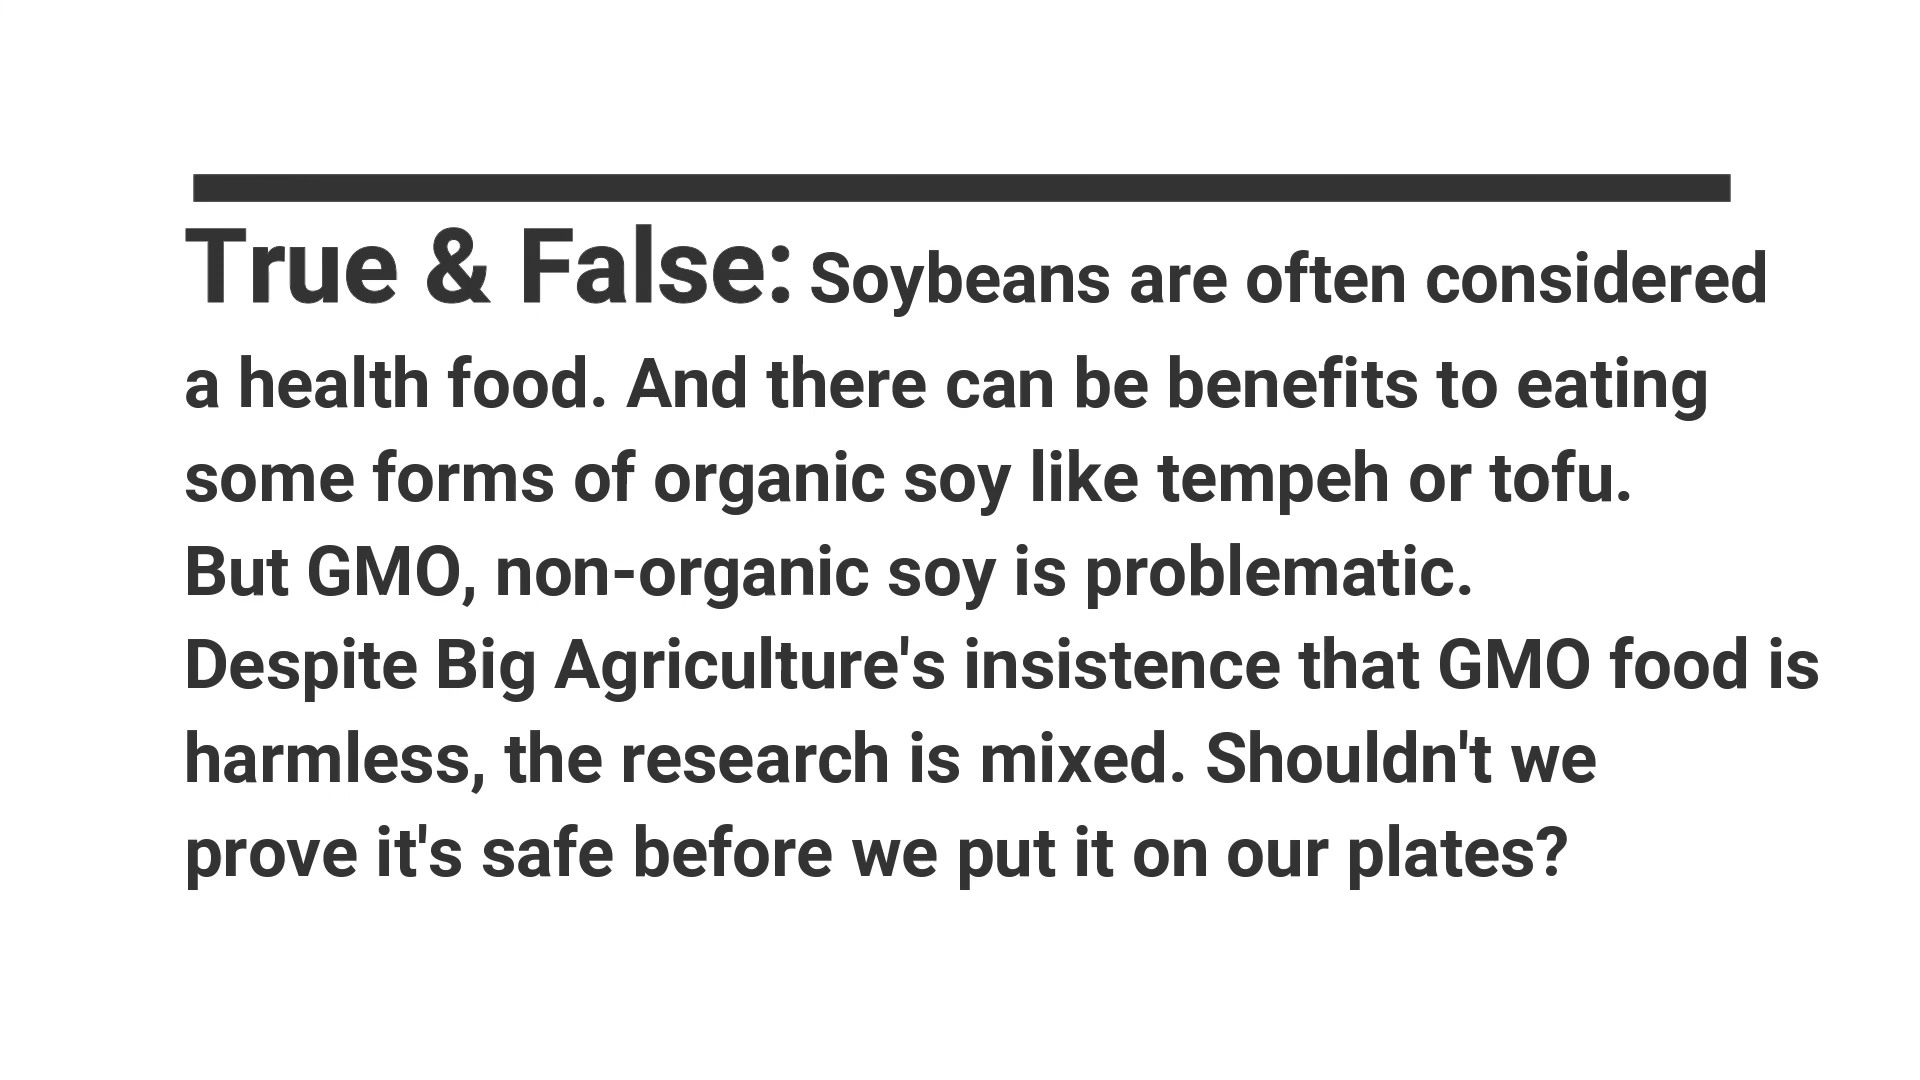 True & False: Soybeans are often considered
a health food. And there can be benefits to eating
some forms of organic soy like tempeh or tofu.
But GMO, non-organic soy is problematic.
Despite Big Agriculture's insistence that GMO food is
harmless, the research is mixed. Shouldn't we
prove it's safe before we put it on our plates?